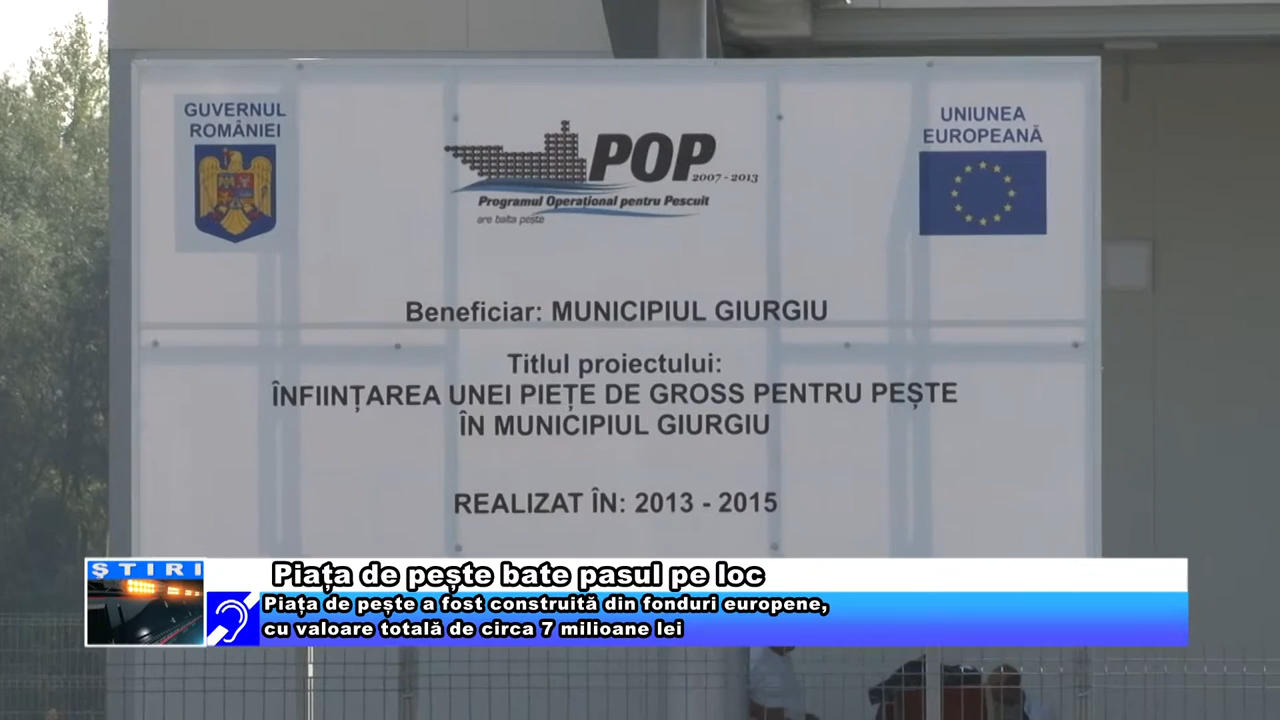 GUVERNUL
ROMÂNIEI
POP
2007 - 2013
Programul Operațional pentru Pescuit
are balta pește
UNIUNEA
EUROPEANĂ
Beneficiar: MUNICIPIUL GIURGIU
Titlul proiectului:
ÎNFIINȚAREA UNEI PIEȚE DE GROSS PENTRU PEȘTE
ÎN MUNICIPIUL GIURGIU
REALIZAT ÎN: 2013 - 2015
ŞTIRI
Piața de pește bate pasul pe loc
Piața de pește a fost construită din fonduri europene,
cu valoare totală de circa 7 milioane lei